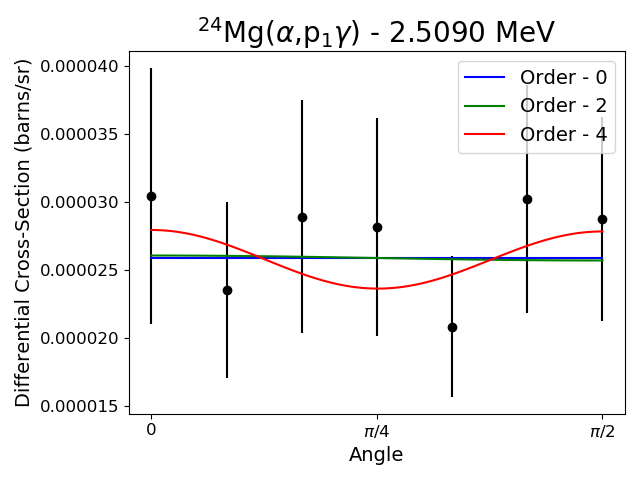 ²⁴Mg(α,p₁γ) - 2.5090 MeV
Differential Cross-Section (barns/sr)
0.000040
0.000035
0.000030
0.000025
0.000020
0.000015
Order - 0
Order - 2
Order - 4
0
π/4
π/2
Angle